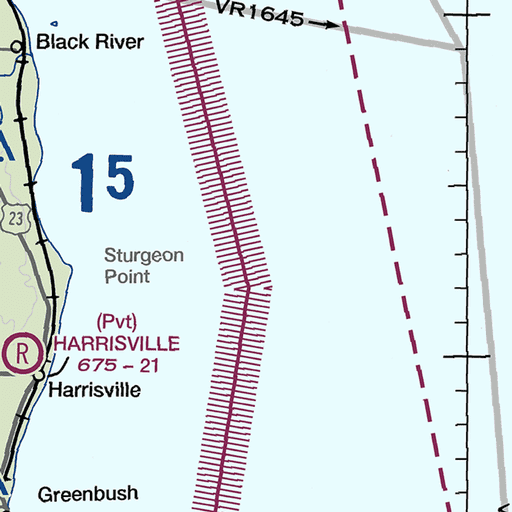 VR1645
Black River
15
23
Sturgeon
Point
(Pvt)
R
HARRISVILLE
675 - 21
Harrisville
Greenbush